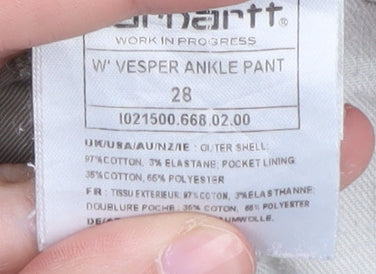 carhartt®
WORK IN PROGRESS
W' VESPER ANKLE PANT
28
I021500.668.02.00
UK/USA/AU/NZ/IE: OUTER SHELL:
97% COTTON, 3% ELASTANE; POCKET LINING:
35% COTTON, 65% POLYESTER
FR: TISSU EXTERIEUR: 97% COTON, 3% ELASTHANNE;
DOUBLURE POCHE: 35% COTON, 65% POLYESTER